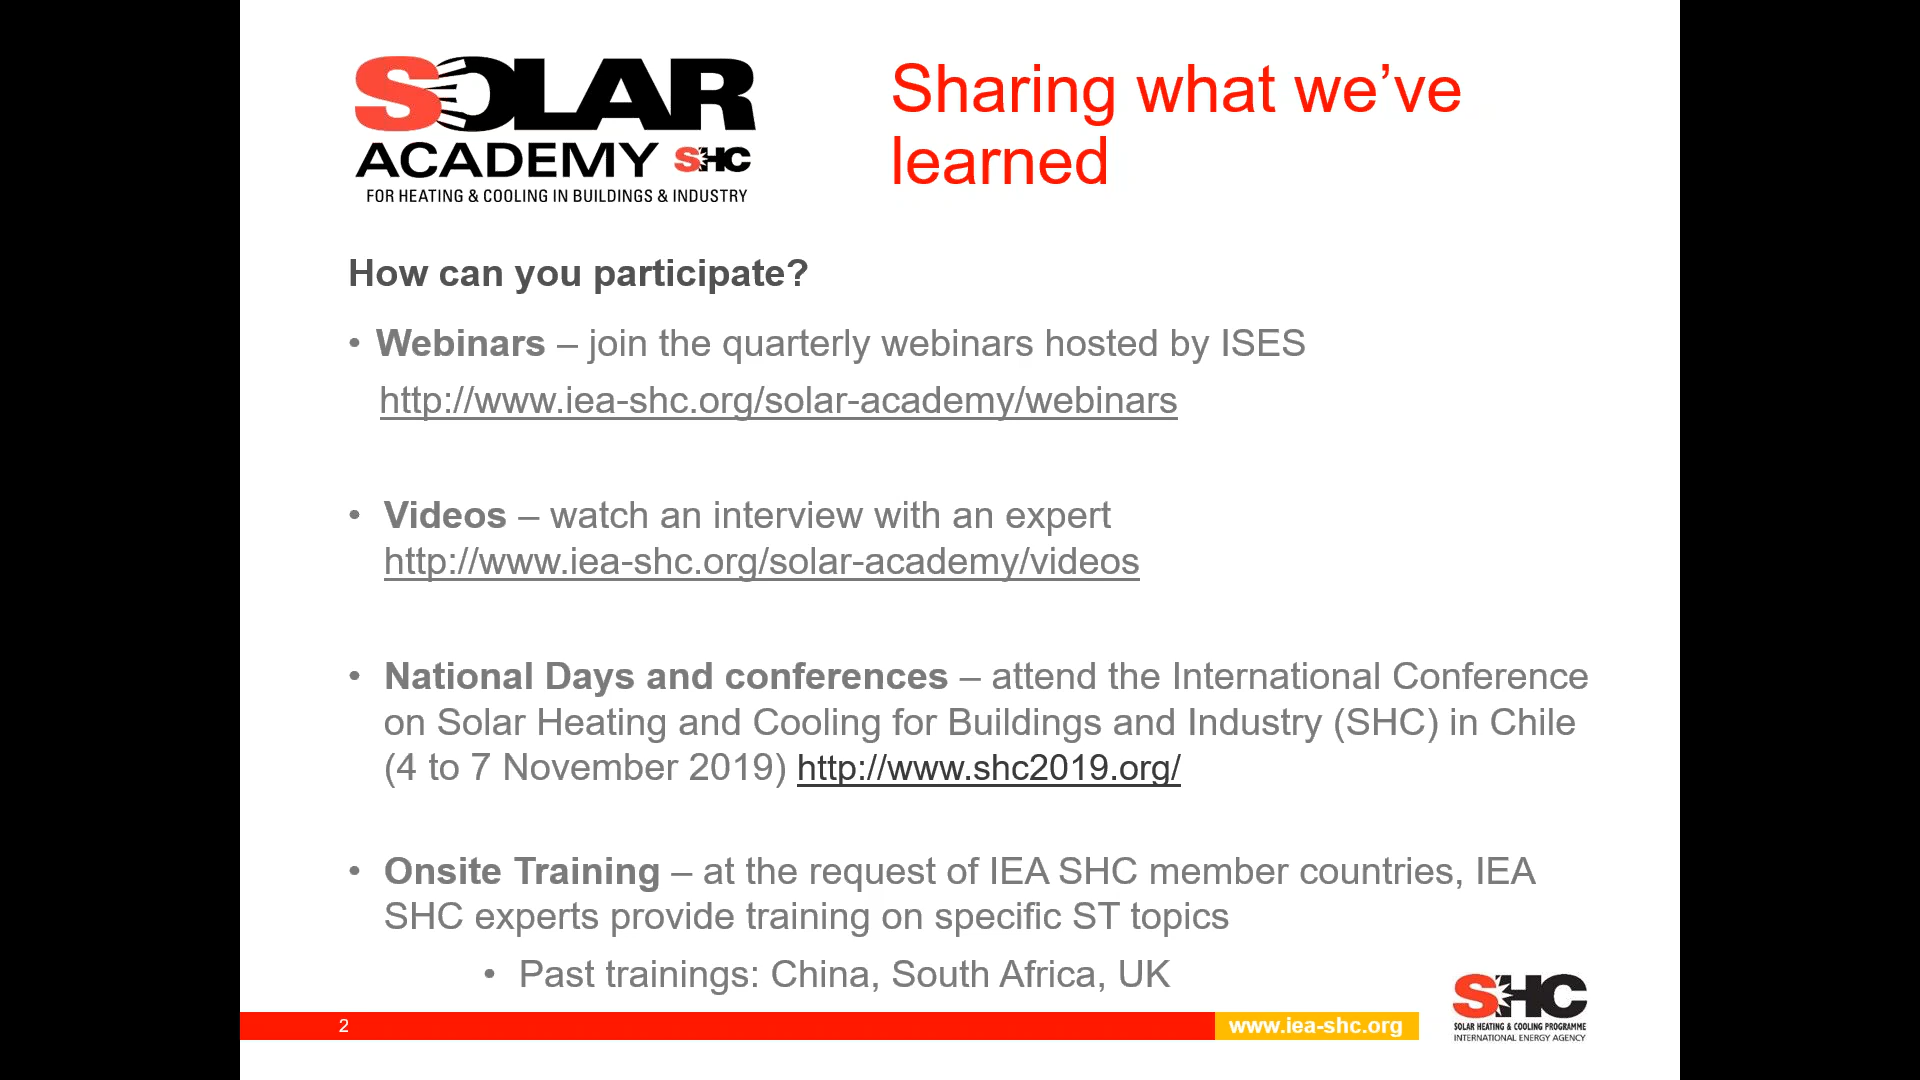 SOLAR
ACADEMY SHC
FOR HEATING & COOLING IN BUILDINGS & INDUSTRY
Sharing what we’ve
learned
How can you participate?
• Webinars – join the quarterly webinars hosted by ISES
http://www.iea-shc.org/solar-academy/webinars
• Videos – watch an interview with an expert
http://www.iea-shc.org/solar-academy/videos
• National Days and conferences – attend the International Conference
on Solar Heating and Cooling for Buildings and Industry (SHC) in Chile
(4 to 7 November 2019) http://www.shc2019.org/
• Onsite Training – at the request of IEA SHC member countries, IEA
SHC experts provide training on specific ST topics
• Past trainings: China, South Africa, UK
2
www.iea-shc.org
SHC
SOLAR HEATING & COOLING PROGRAMME
INTERNATIONAL ENERGY AGENCY